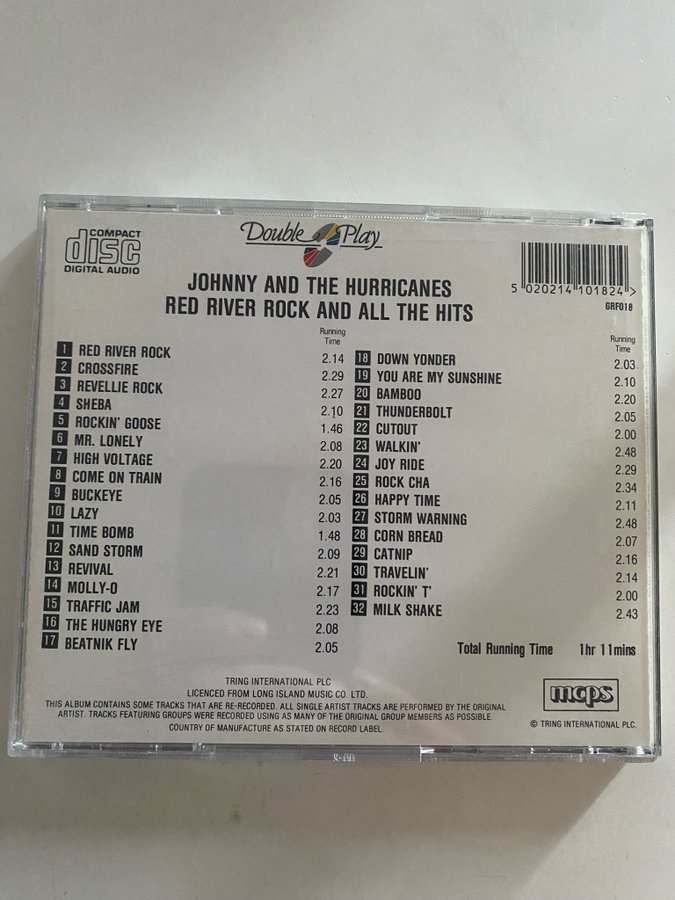 COMPACT
disc
DIGITAL AUDIO
Double Play
5 020214 101824 >
GRF018
JOHNNY AND THE HURRICANES
RED RIVER ROCK AND ALL THE HITS
Running
Time
1 RED RIVER ROCK 2.14
2 CROSSFIRE 2.29
3 REVELLIE ROCK 2.27
4 SHEBA 2.10
5 ROCKIN' GOOSE 1.46
6 MR. LONELY 2.08
7 HIGH VOLTAGE 2.20
8 COME ON TRAIN 2.16
9 BUCKEYE 2.05
10 LAZY 2.03
11 TIME BOMB 1.48
12 SAND STORM 2.09
13 REVIVAL 2.21
14 MOLLY-O 2.17
15 TRAFFIC JAM 2.23
16 THE HUNGRY EYE 2.08
17 BEATNIK FLY 2.05
Running
Time
18 DOWN YONDER 2.03
19 YOU ARE MY SUNSHINE 2.10
20 BAMBOO 2.20
21 THUNDERBOLT 2.05
22 CUTOUT 2.00
23 WALKIN' 2.48
24 JOY RIDE 2.29
25 ROCK CHA 2.34
26 HAPPY TIME 2.11
27 STORM WARNING 2.48
28 CORN BREAD 2.07
29 CATNIP 2.16
30 TRAVELIN' 2.14
31 ROCKIN' T' 2.00
32 MILK SHAKE 2.43
Total Running Time 1hr 11mins
TRING INTERNATIONAL PLC
LICENCED FROM LONG ISLAND MUSIC CO. LTD.
THIS ALBUM CONTAINS SOME TRACKS THAT ARE RE-RECORDED. ALL SINGLE ARTIST TRACKS ARE PERFORMED BY THE ORIGINAL
ARTIST. TRACKS FEATURING GROUPS WERE RECORDED USING AS MANY OF THE ORIGINAL GROUP MEMBERS AS POSSIBLE.
COUNTRY OF MANUFACTURE AS STATED ON RECORD LABEL.
mcps
© TRING INTERNATIONAL PLC.